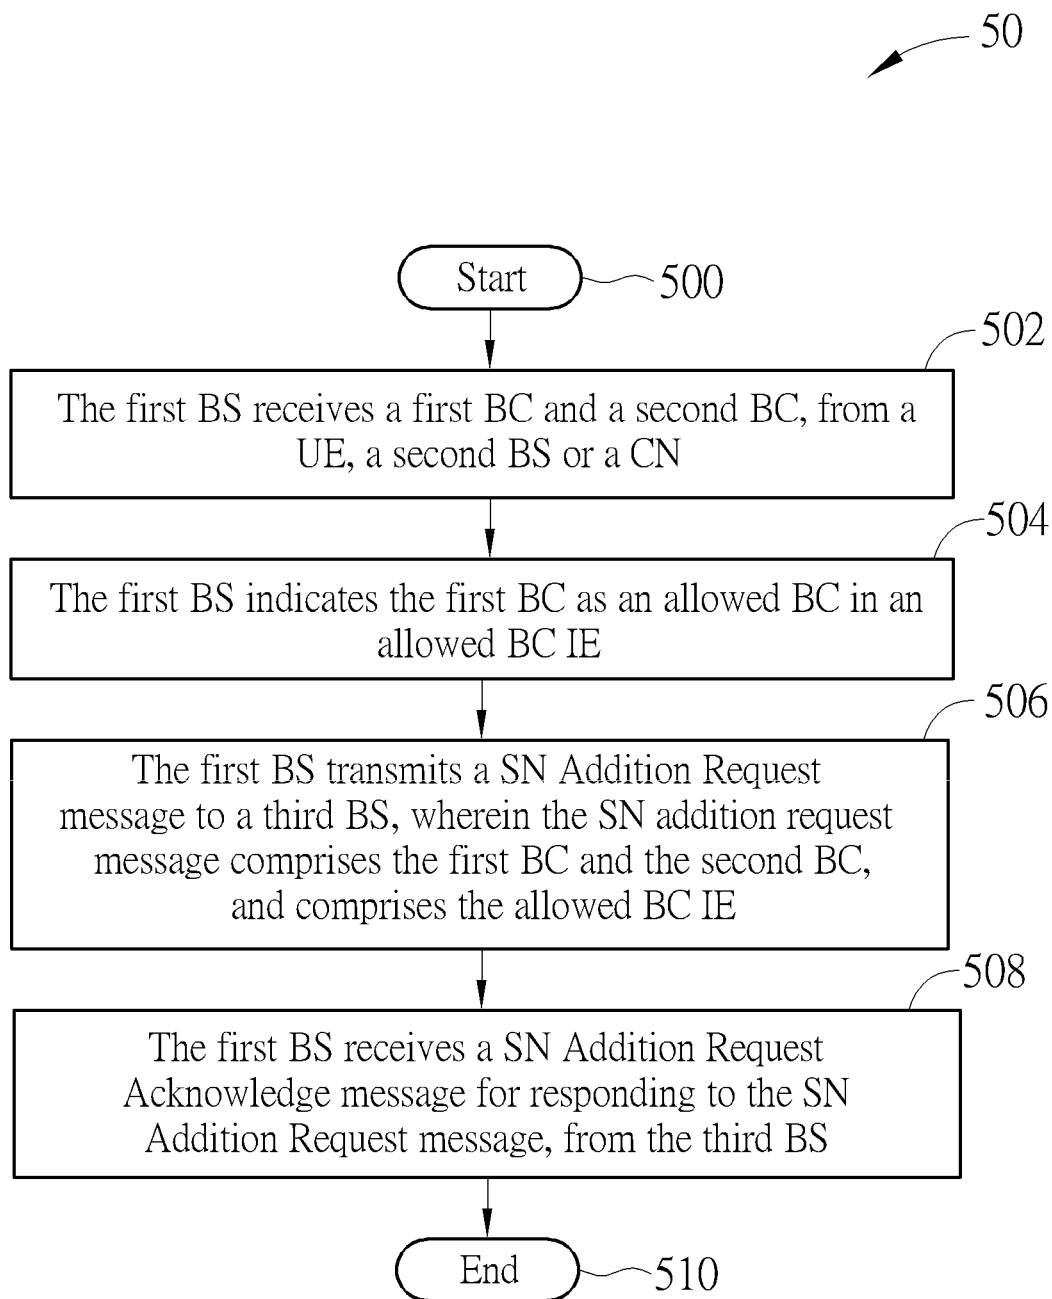 50
Start
500
502
The first BS receives a first BC and a second BC, from a
UE, a second BS or a CN
504
The first BS indicates the first BC as an allowed BC in an
allowed BC IE
506
The first BS transmits a SN Addition Request
message to a third BS, wherein the SN addition request
message comprises the first BC and the second BC,
and comprises the allowed BC IE
508
The first BS receives a SN Addition Request
Acknowledge message for responding to the SN
Addition Request message, from the third BS
End
510